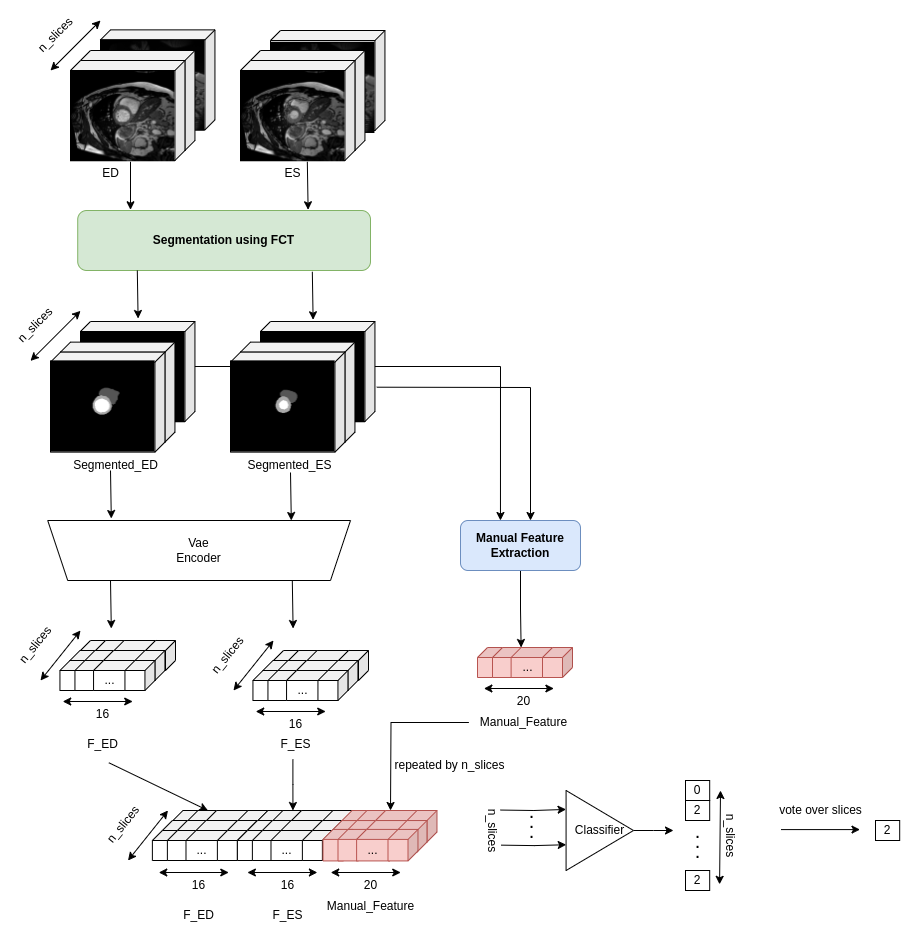 n_slices
ED
ES
Segmentation using FCT
n_slices
Segmented_ED
Segmented_ES
Vae
Encoder
Manual Feature
Extraction
n_slices
n_slices
...
...
...
16
16
20
F_ED
F_ES
Manual_Feature
repeated by n_slices
n_slices
...
...
...
16
16
20
F_ED
F_ES
Manual_Feature
n_slices
.
.
.
Classifier
0
2
.
.
.
2
n_slices
vote over slices
2